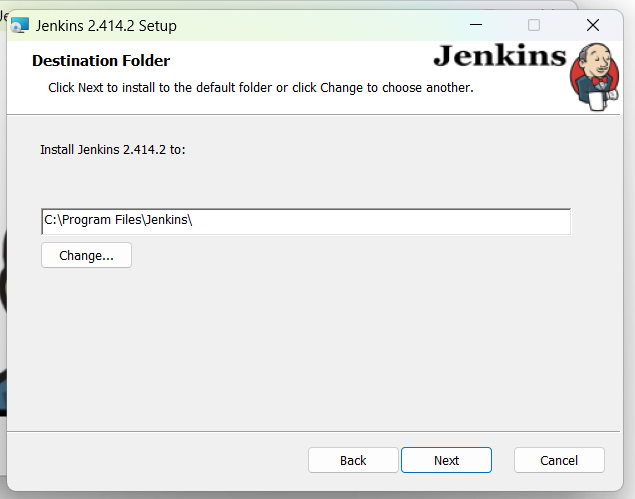 Jenkins 2.414.2 Setup
Destination Folder
Jenkins
Click Next to install to the default folder or click Change to choose another.
Install Jenkins 2.414.2 to:
C:\Program Files\Jenkins\
Change...
Back
Next
Cancel